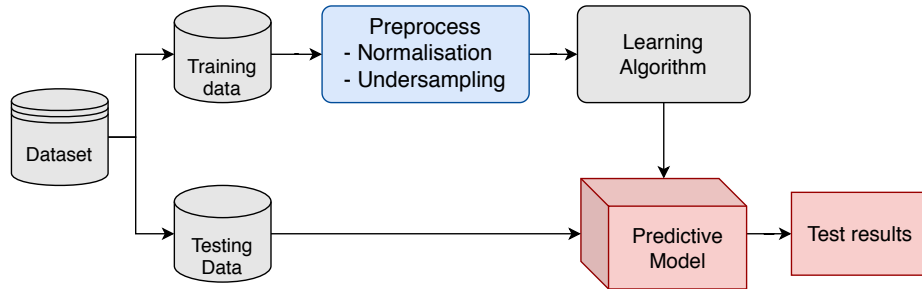 Dataset
Training
data
Preprocess
- Normalisation
- Undersampling
Learning
Algorithm
Testing
Data
Predictive
Model
Test results